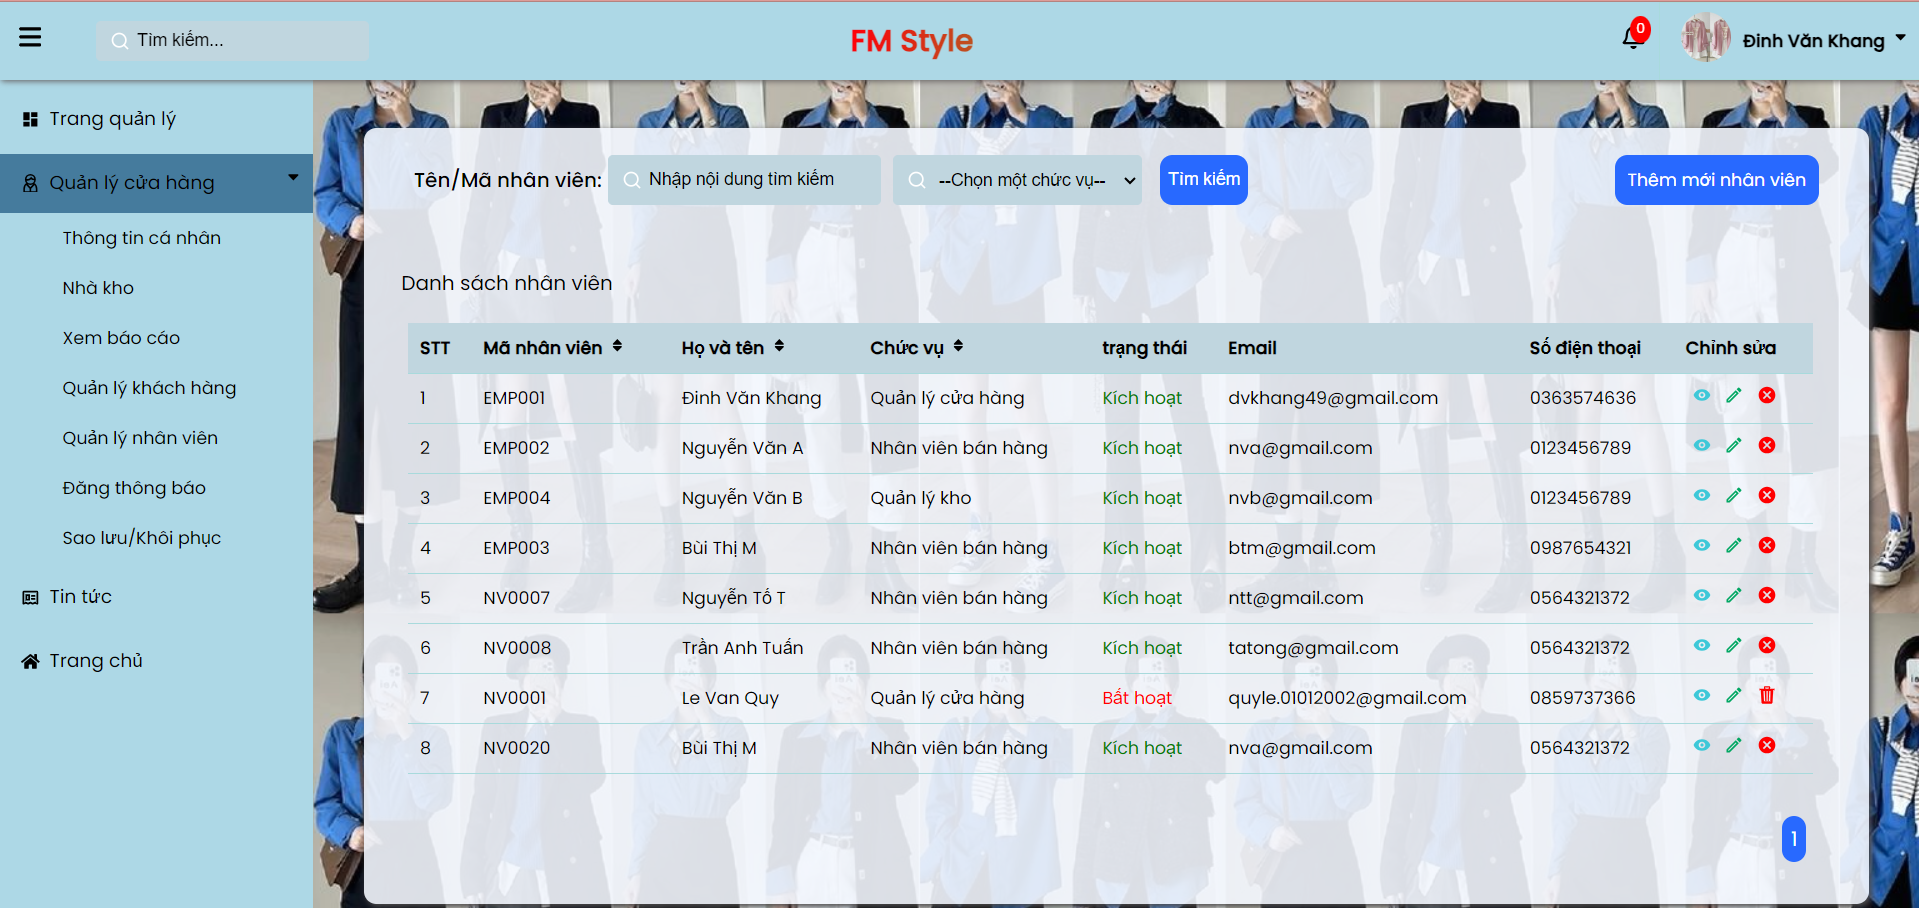 Tìm kiếm...
FM Style
0
Đinh Văn Khang
Trang quản lý
Quản lý cửa hàng
Thông tin cá nhân
Nhà kho
Xem báo cáo
Quản lý khách hàng
Quản lý nhân viên
Đăng thông báo
Sao lưu/Khôi phục
Tin tức
Trang chủ
Tên/Mã nhân viên: Nhập nội dung tìm kiếm --Chọn một chức vụ-- Tìm kiếm Thêm mới nhân viên
Danh sách nhân viên
STT Mã nhân viên Họ và tên Chức vụ trạng thái Email Số điện thoại Chỉnh sửa
1 EMP001 Đinh Văn Khang Quản lý cửa hàng Kích hoạt dvkhang49@gmail.com 0363574636
2 EMP002 Nguyễn Văn A Nhân viên bán hàng Kích hoạt nva@gmail.com 0123456789
3 EMP004 Nguyễn Văn B Quản lý kho Kích hoạt nvb@gmail.com 0123456789
4 EMP003 Bùi Thị M Nhân viên bán hàng Kích hoạt btm@gmail.com 0987654321
5 NV0007 Nguyễn Tố T Nhân viên bán hàng Kích hoạt ntt@gmail.com 0564321372
6 NV0008 Trần Anh Tuấn Nhân viên bán hàng Kích hoạt tatong@gmail.com 0564321372
7 NV0001 Le Van Quy Quản lý cửa hàng Bất hoạt quyle.01012002@gmail.com 0859737366
8 NV0020 Bùi Thị M Nhân viên bán hàng Kích hoạt nva@gmail.com 0564321372
1